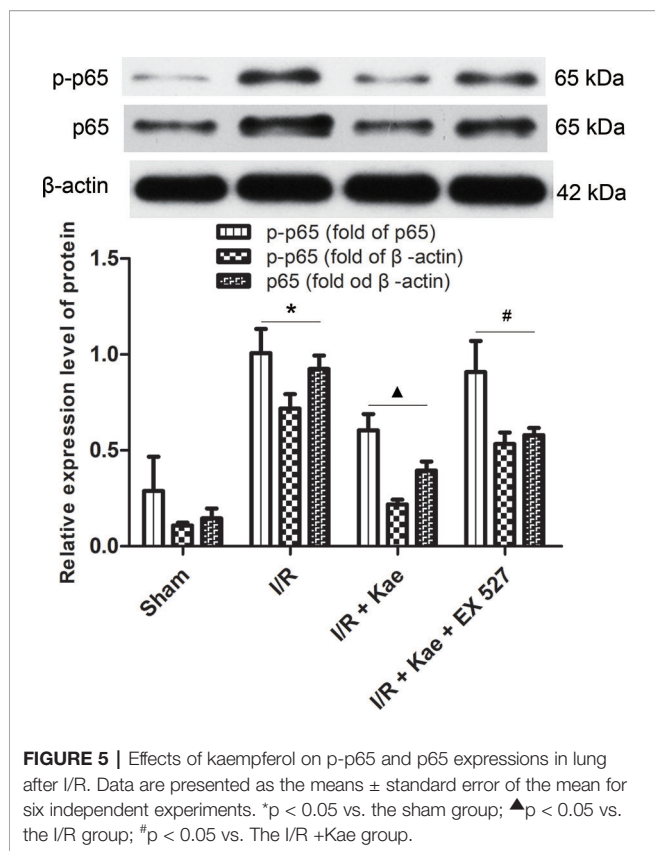 p-p65 65 kDa
p65 65 kDa
β-actin 42 kDa
p-p65 (fold of p65)
p-p65 (fold of β -actin)
p65 (fold od β -actin)
Relative expression level of protein
1.5
1.0
0.5
0.0
*
▲
#
Sham
I/R
I/R + Kae
I/R + Kae + EX 527
FIGURE 5 | Effects of kaempferol on p-p65 and p65 expressions in lung
after I/R. Data are presented as the means ± standard error of the mean for
six independent experiments. *p < 0.05 vs. the sham group; ▲p < 0.05 vs.
the I/R group; #p < 0.05 vs. The I/R +Kae group.